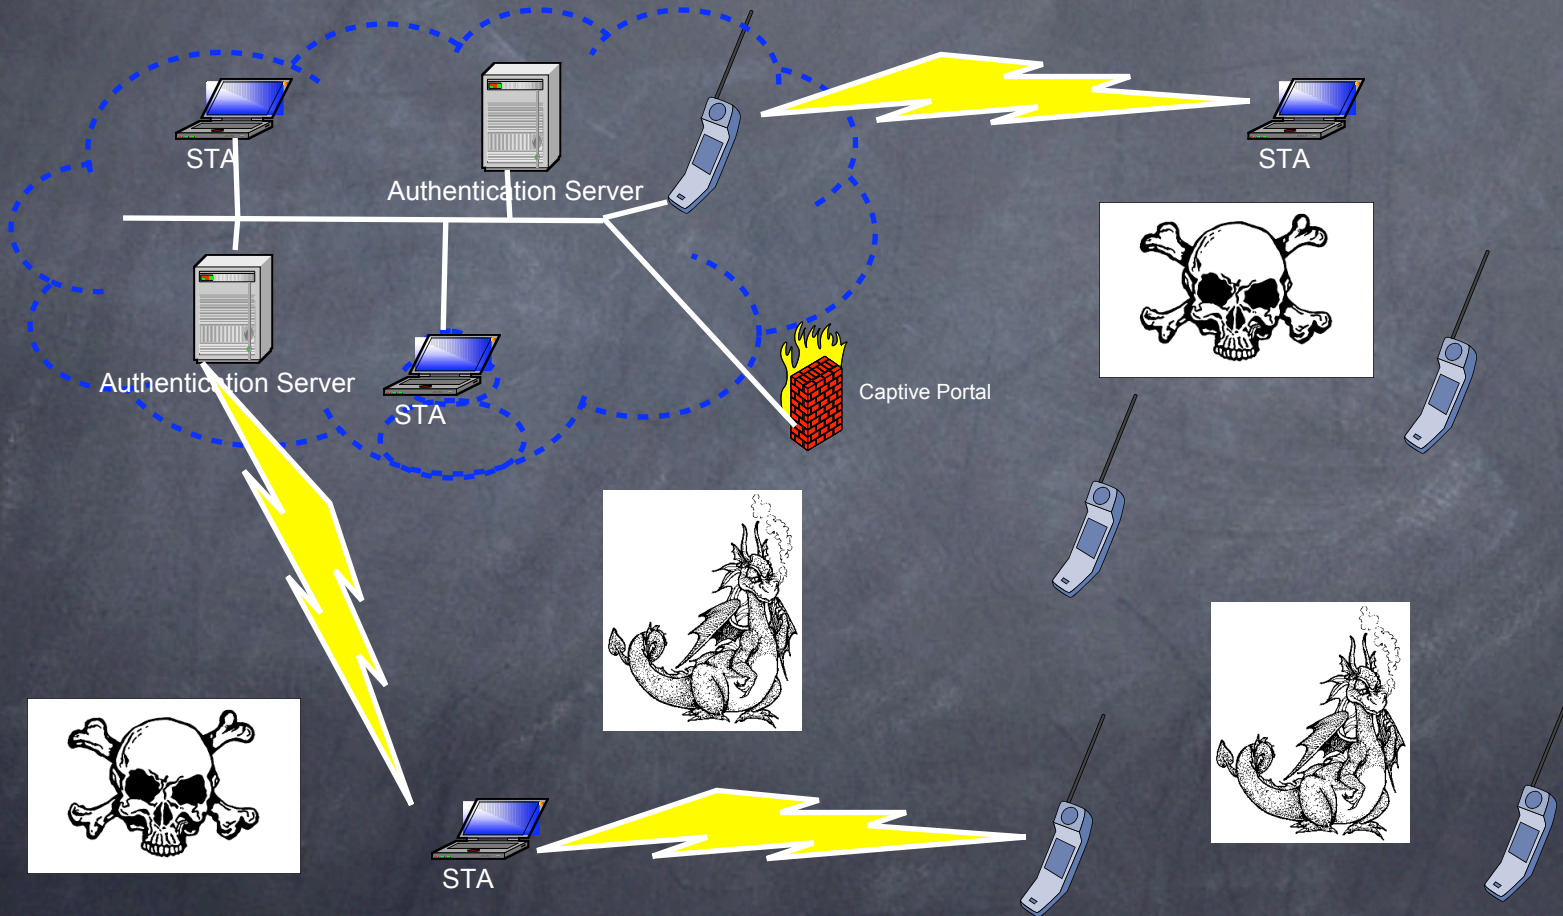 STA
STA
Authentication Server
Authentication Server
Captive Portal
STA
STA